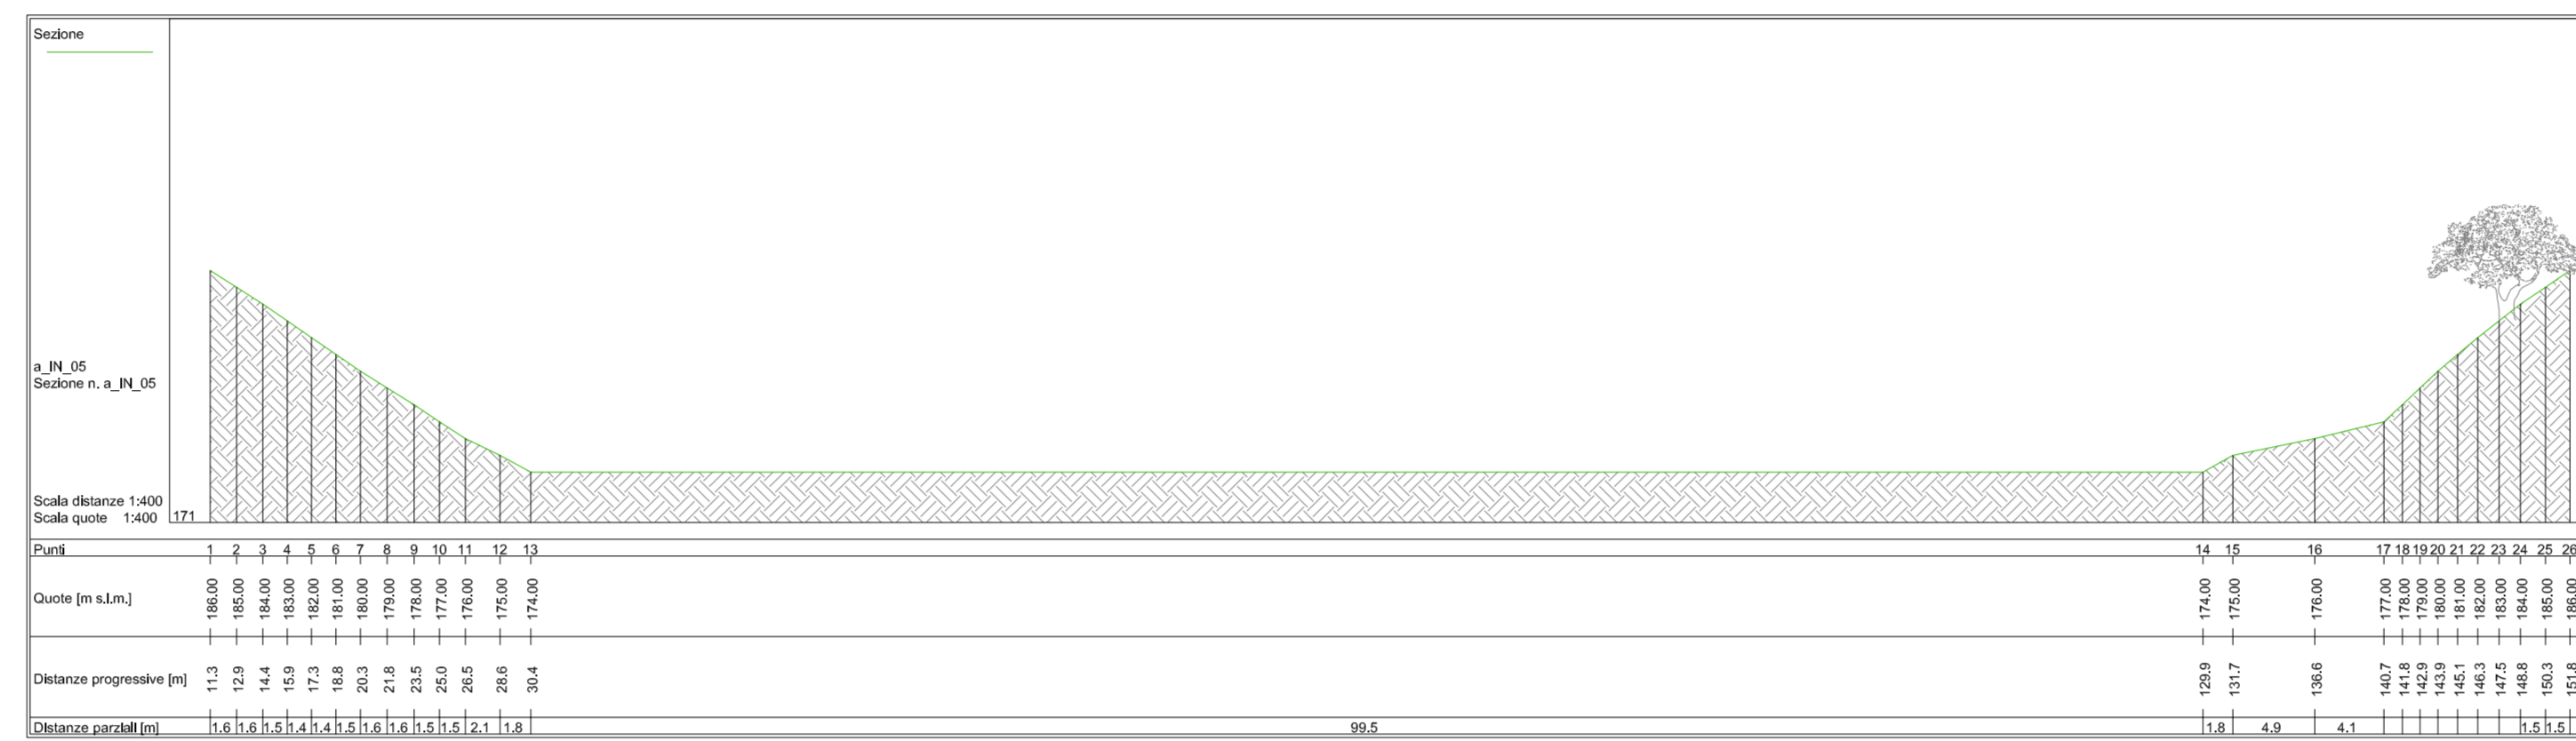 Sezione
a_IN_05
Sezione n. a_IN_05
Scala distanze 1:400
Scala quote 1:400
171
Punti 1 2 3 4 5 6 7 8 9 10 11 12 13 14 15 16 17 18 19 20 21 22 23 24 25 26
Quote [m s.l.m.] 186.00 185.00 184.00 183.00 182.00 181.00 180.00 179.00 178.00 177.00 176.00 175.00 174.00 174.00 175.00 176.00 177.00 178.00 179.00 180.00 181.00 182.00 183.00 184.00 185.00 186.00
Distanze progressive [m] 11.3 12.9 14.4 15.9 17.3 18.8 20.3 21.8 23.5 25.0 26.5 28.6 30.4 129.9 131.7 136.6 140.7 141.8 142.9 143.9 145.1 146.3 147.5 148.8 150.3 151.8
Distanze parziali [m] 1.6 1.6 1.5 1.4 1.4 1.5 1.6 1.6 1.5 1.5 2.1 1.8 99.5 1.8 4.9 4.1 1.5 1.5